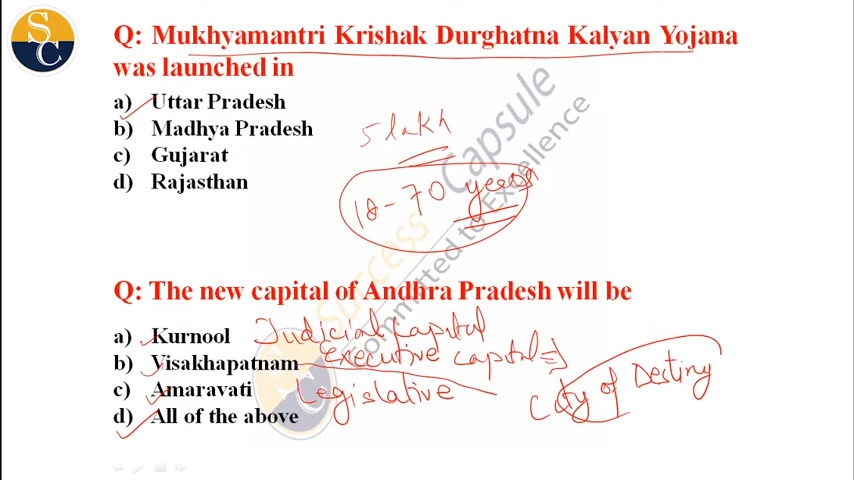 SC
Q: Mukhyamantri Krishak Durghatna Kalyan Yojana
was launched in
a) Uttar Pradesh
b) Madhya Pradesh
c) Gujarat
d) Rajasthan
5 lakh
18-70 years
Success Capsule
Committed to Excellence
Q: The new capital of Andhra Pradesh will be
a) Kurnool Judicial capital
b) Visakhapatnam Executive capital
c) Amaravati Legislative
City of Destiny
d) All of the above